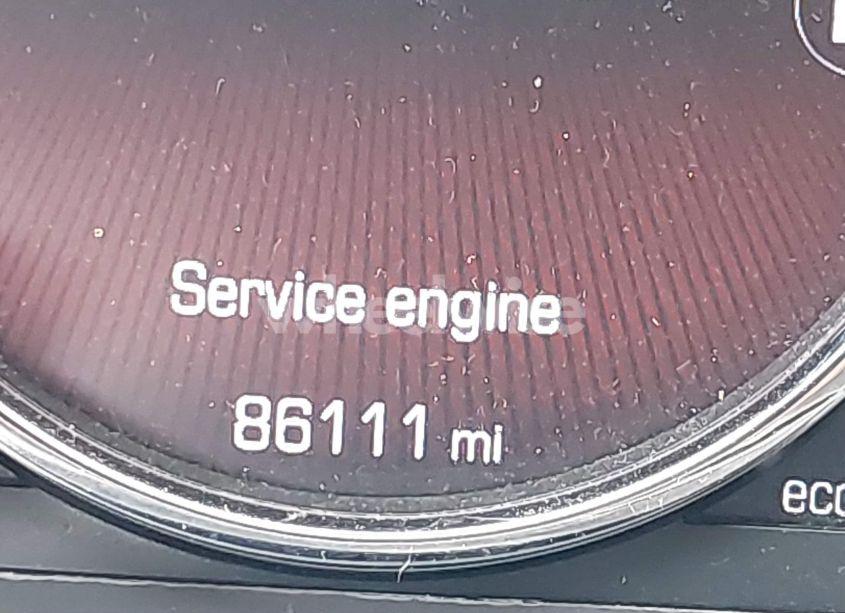 Service engine
86111 mi
eco